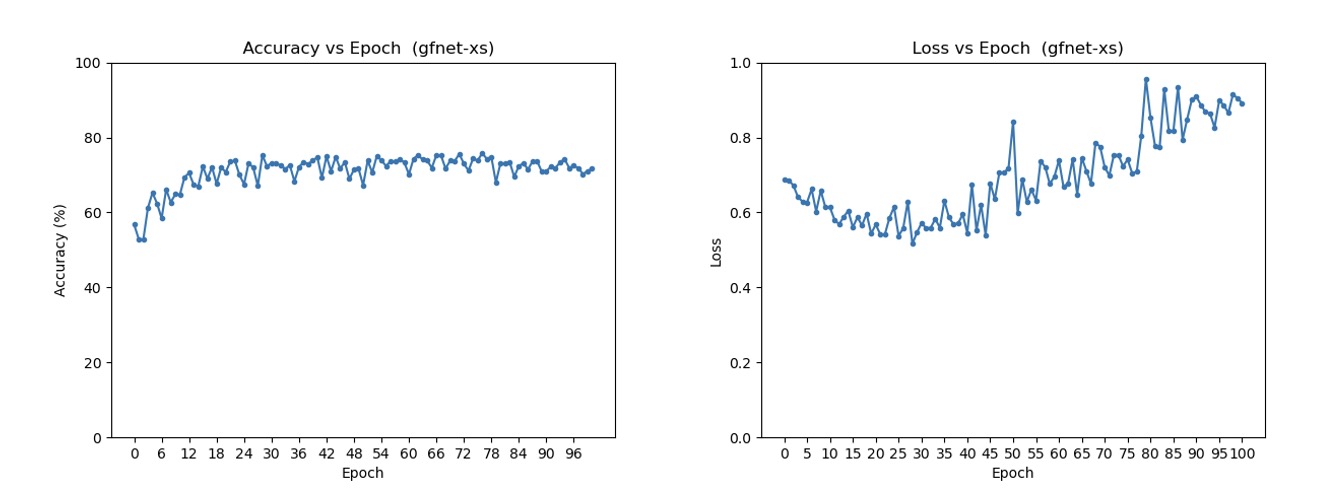 Accuracy vs Epoch (gfnet-xs)
100
80
60
40
20
0
Accuracy (%)
0 6 12 18 24 30 36 42 48 54 60 66 72 78 84 90 96
Epoch
Loss vs Epoch (gfnet-xs)
1.0
0.8
0.6
0.4
0.2
0.0
Loss
0 5 10 15 20 25 30 35 40 45 50 55 60 65 70 75 80 85 90 95 100
Epoch